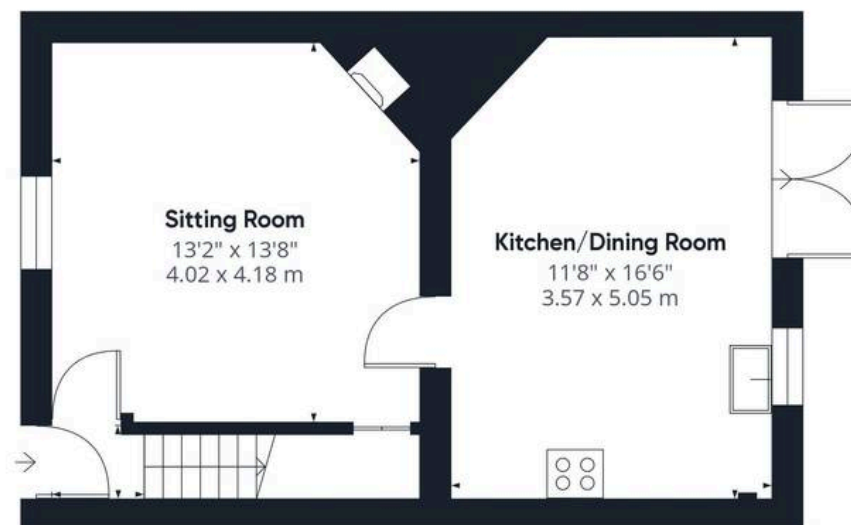 Sitting Room
13'2" x 13'8"
4.02 x 4.18 m
Kitchen/Dining Room
11'8" x 16'6"
3.57 x 5.05 m